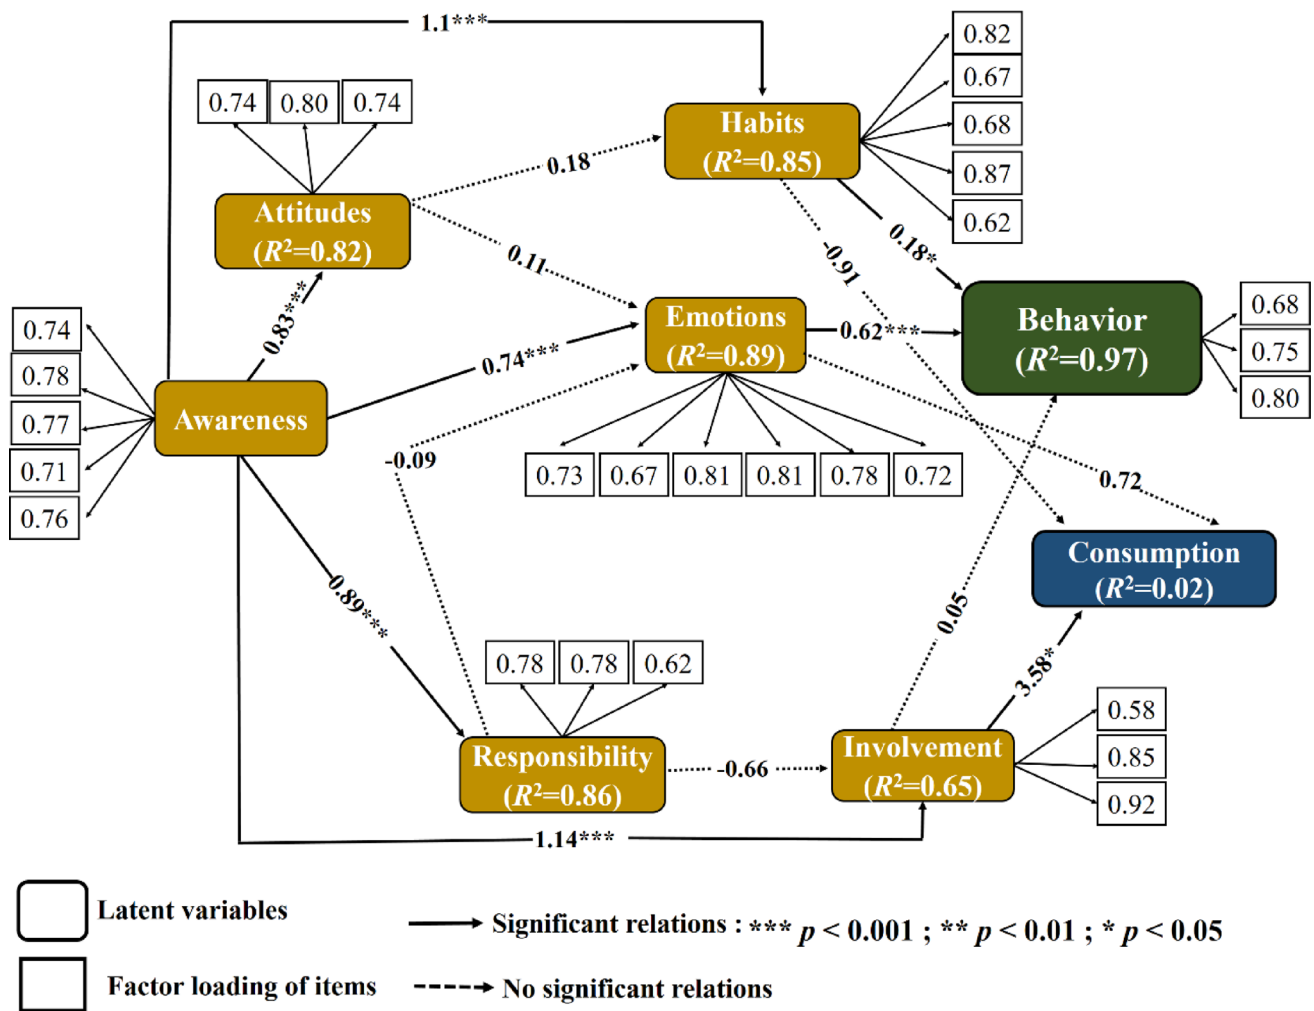 1.1***
0.82
0.67
0.68
0.87
0.62
0.74
0.80
0.74
Habits
(R²=0.85)
0.18
Attitudes
(R²=0.82)
0.11
-0.91
0.18*
0.83***
Emotions
(R²=0.89)
0.74***
0.62***
Behavior
(R²=0.97)
0.68
0.75
0.80
0.74
0.78
0.77
0.71
0.76
Awareness
-0.09
0.73
0.67
0.81
0.81
0.78
0.72
0.72
Consumption
(R²=0.02)
0.89***
0.05
3.58*
0.78
0.78
0.62
Responsibility
(R²=0.86)
-0.66
Involvement
(R²=0.65)
0.58
0.85
0.92
1.14***
Latent variables
Significant relations : *** p < 0.001 ; ** p < 0.01 ; * p < 0.05
Factor loading of items
No significant relations